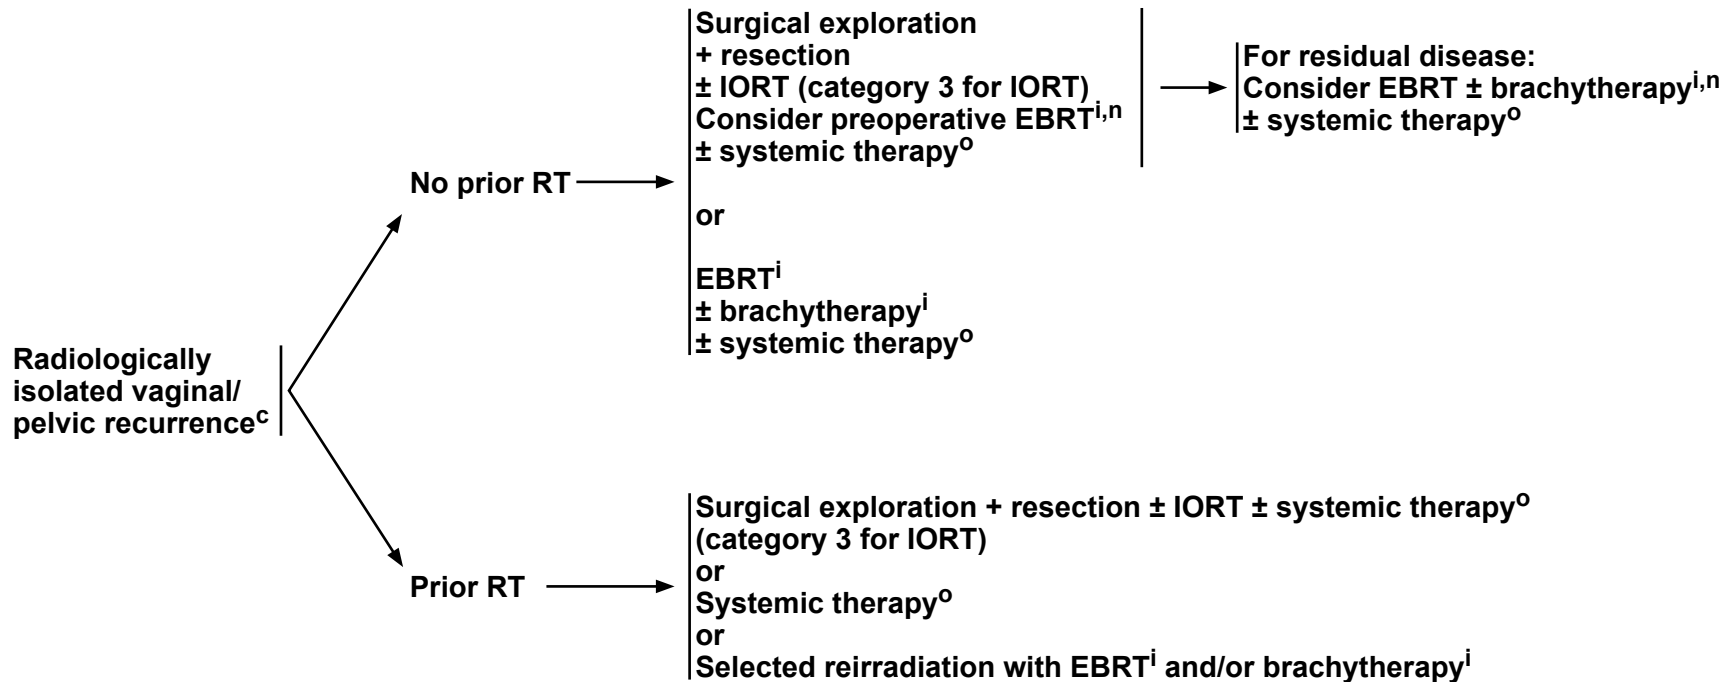 Radiologically
isolated vaginal/
pelvic recurrenceᶜ
No prior RT
Surgical exploration
+ resection
± IORT (category 3 for IORT)
Consider preoperative EBRTⁱ,ⁿ
± systemic therapyᵒ
or
EBRTⁱ
± brachytherapyⁱ
± systemic therapyᵒ
For residual disease:
Consider EBRT ± brachytherapyⁱ,ⁿ
± systemic therapyᵒ
Prior RT
Surgical exploration + resection ± IORT ± systemic therapyᵒ
(category 3 for IORT)
or
Systemic therapyᵒ
or
Selected reirradiation with EBRTⁱ and/or brachytherapyⁱ